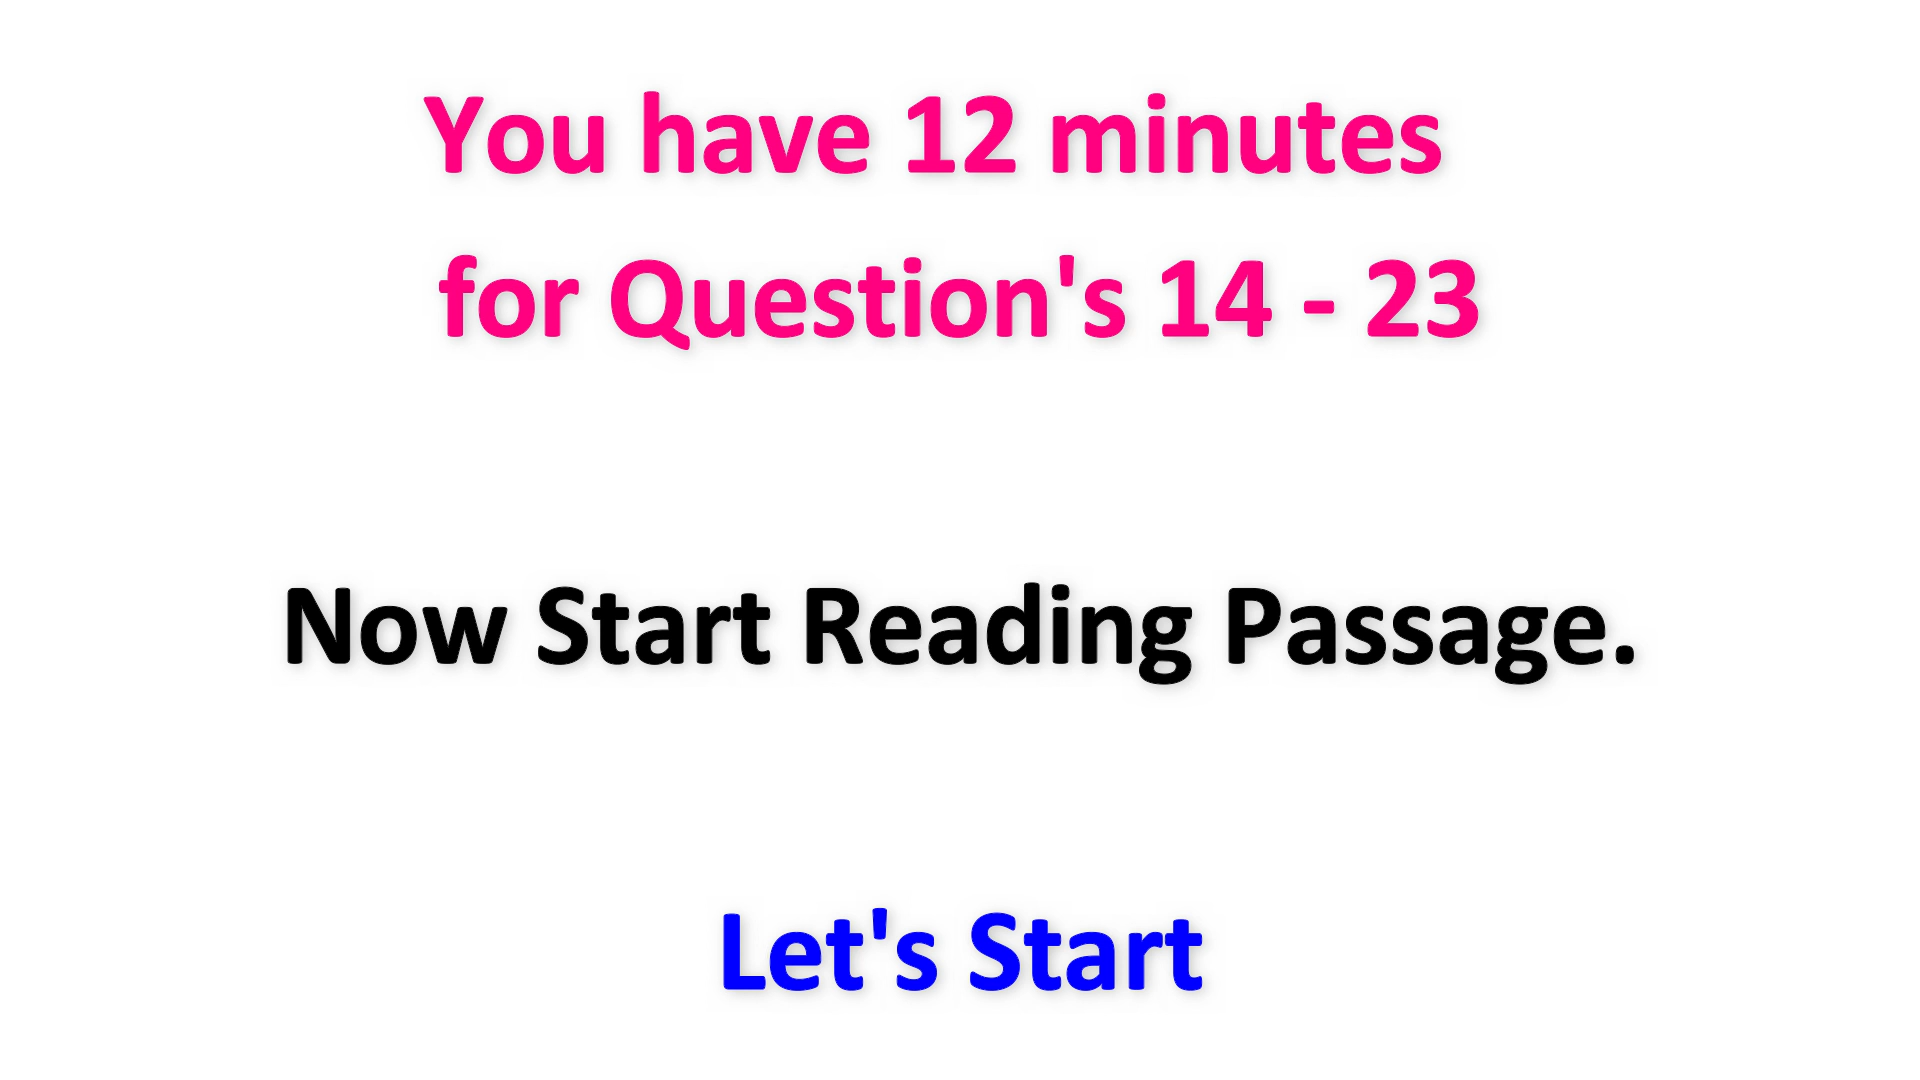 You have 12 minutes
for Question's 14 - 23
Now Start Reading Passage.
Let's Start